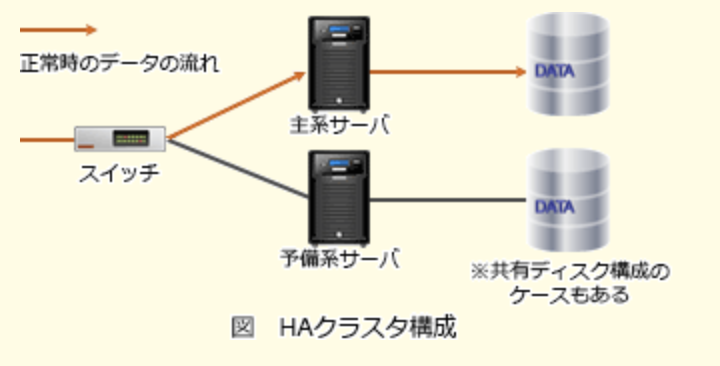 正常時のデータの流れ
DATA
主系サーバ
スイッチ
DATA
予備系サーバ
※共有ディスク構成の
ケースもある
図 HAクラスタ構成